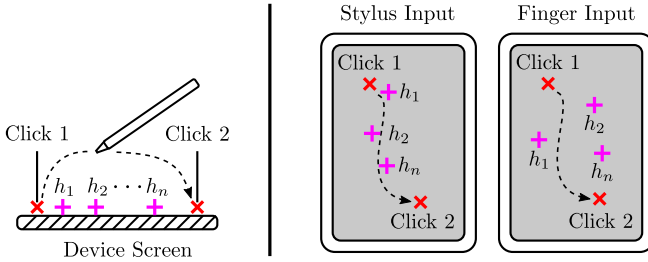 Click 1
Click 2
h₁ h₂ ⋯ hₙ
Device Screen
Stylus Input
Click 1
h₁
h₂
hₙ
Click 2
Finger Input
Click 1
h₂
h₁
hₙ
Click 2